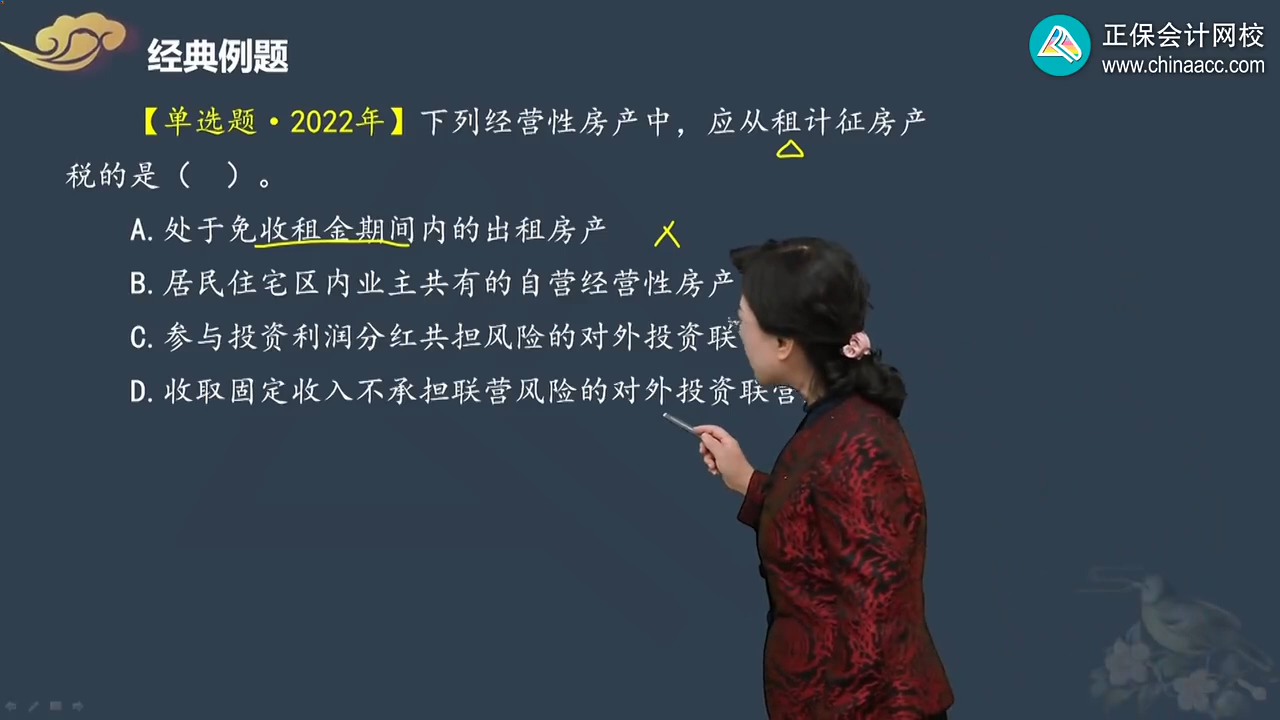 正保会计网校
www.chinaacc.com
经典例题
【单选题·2022年】下列经营性房产中，应从租计征房产
税的是（ ）。
A. 处于免收租金期间内的出租房产
B. 居民住宅区内业主共有的自营经营性房产
C. 参与投资利润分红共担风险的对外投资联
D. 收取固定收入不承担联营风险的对外投资联营